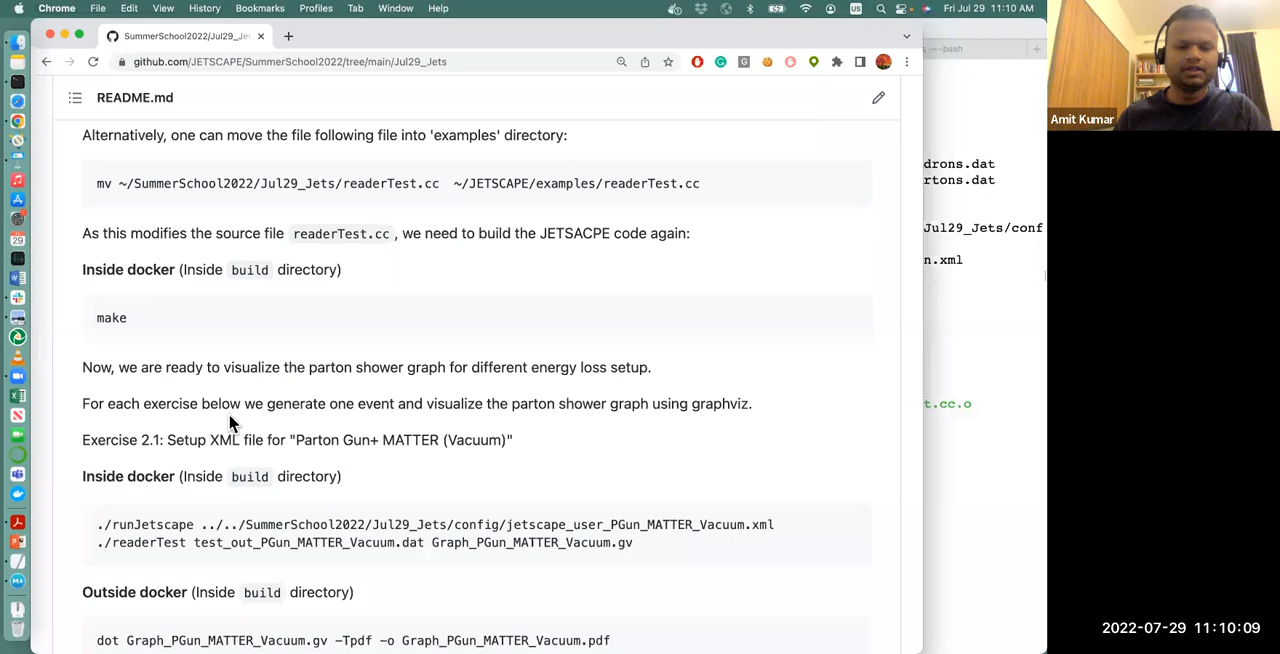 Chrome File Edit View History Bookmarks Profiles Tab Window Help
US
Fri Jul 29 11:10 AM
SummerSchool2022/Jul29_Je
github.com/JETSCAPE/SummerSchool2022/tree/main/Jul29_Jets
--bash
README.md
Alternatively, one can move the file following file into 'examples' directory:
mv ~/SummerSchool2022/Jul29_Jets/readerTest.cc ~/JETSCAPE/examples/readerTest.cc
As this modifies the source file readerTest.cc, we need to build the JETSACPE code again:
Inside docker (Inside build directory)
make
Now, we are ready to visualize the parton shower graph for different energy loss setup.
For each exercise below we generate one event and visualize the parton shower graph using graphviz.
Exercise 2.1: Setup XML file for "Parton Gun+ MATTER (Vacuum)"
Inside docker (Inside build directory)
./runJetscape ../../SummerSchool2022/Jul29_Jets/config/jetscape_user_PGun_MATTER_Vacuum.xml
./readerTest test_out_PGun_MATTER_Vacuum.dat Graph_PGun_MATTER_Vacuum.gv
Outside docker (Inside build directory)
dot Graph_PGun_MATTER_Vacuum.gv -Tpdf -o Graph_PGun_MATTER_Vacuum.pdf
drons.dat
rtons.dat
Jul29_Jets/conf
n.xml
t.cc.o
Amit Kumar
2022-07-29 11:10:09